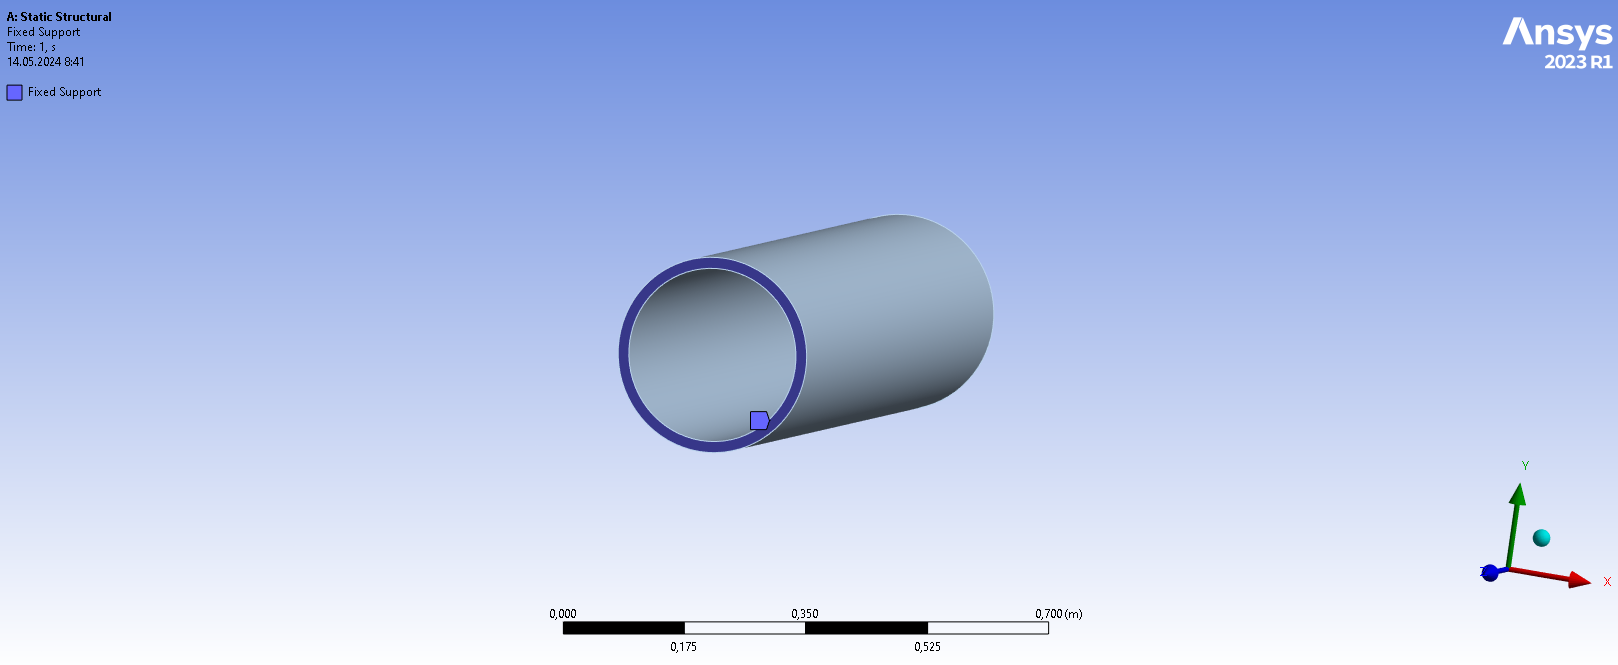 A: Static Structural
Fixed Support
Time: 1, s
14.05.2024 8:41
Fixed Support
Ansys
2023 R1
0,000
0,350
0,700 (m)
0,175
0,525
Y
Z
X